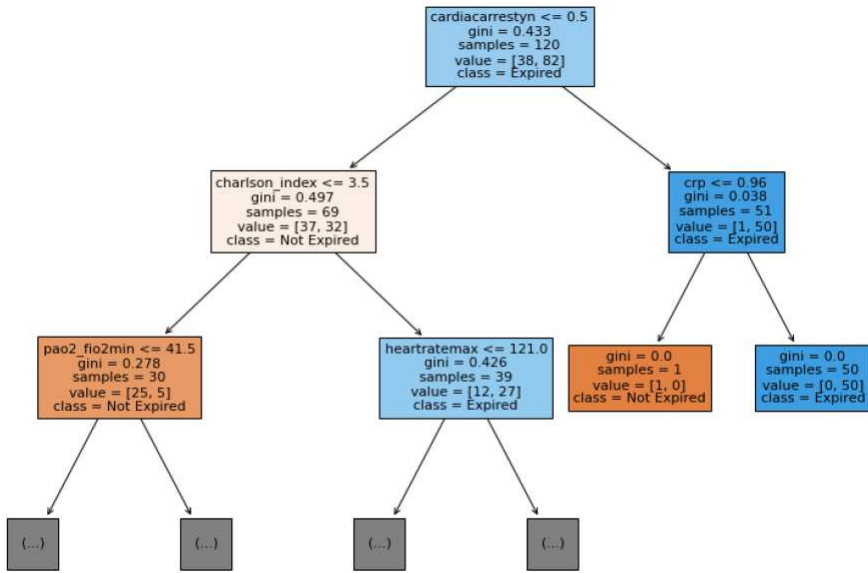 cardiacarrestyn <= 0.5
gini = 0.433
samples = 120
value = [38, 82]
class = Expired
charlson_index <= 3.5
gini = 0.497
samples = 69
value = [37, 32]
class = Not Expired
crp <= 0.96
gini = 0.038
samples = 51
value = [1, 50]
class = Expired
pao2_fio2min <= 41.5
gini = 0.278
samples = 30
value = [25, 5]
class = Not Expired
heartratemax <= 121.0
gini = 0.426
samples = 39
value = [12, 27]
class = Expired
gini = 0.0
samples = 1
value = [1, 0]
class = Not Expired
gini = 0.0
samples = 50
value = [0, 50]
class = Expired
(...)
(...)
(...)
(...)